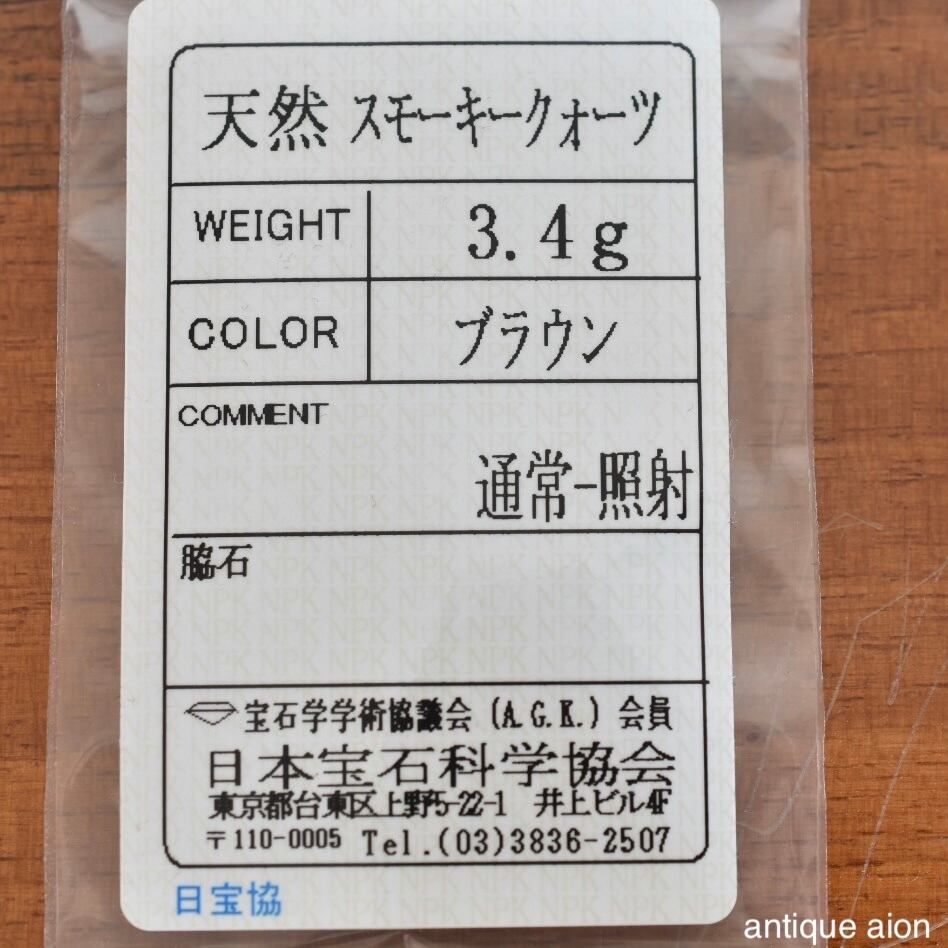 天然 スモーキークォーツ
WEIGHT 3.4g
COLOR ブラウン
COMMENT
通常-照射
脇石
宝石学学術協議会 (A.G.K.) 会員
日本宝石科学協会
東京都台東区上野5-22-1 井上ビル4F
〒110-0005 Tel.(03)3836-2507
日宝協
antique aion